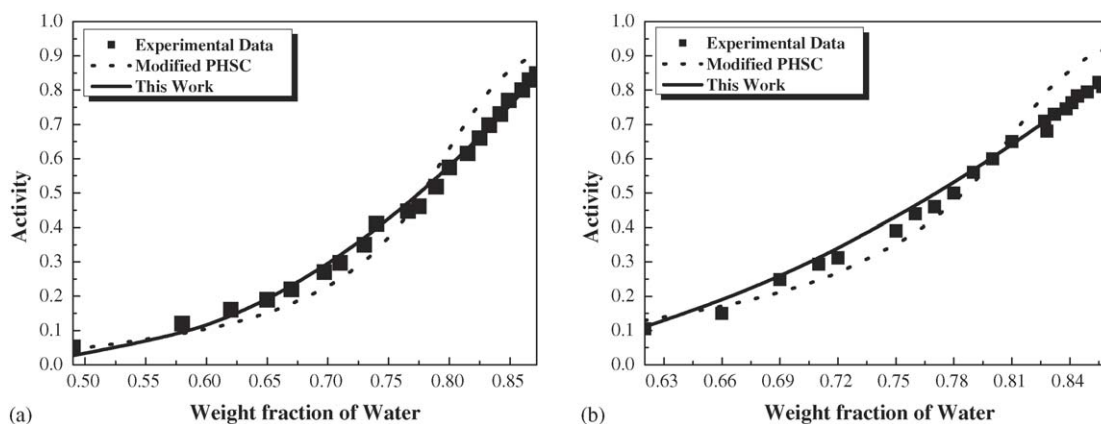 1.0
0.9
0.8
0.7
0.6
0.5
0.4
0.3
0.2
0.1
0.0
Activity
Experimental Data
Modified PHSC
This Work
0.50 0.55 0.60 0.65 0.70 0.75 0.80 0.85
Weight fraction of Water
(a)
1.0
0.9
0.8
0.7
0.6
0.5
0.4
0.3
0.2
0.1
0.0
Activity
Experimental Data
Modified PHSC
This Work
0.63 0.66 0.69 0.72 0.75 0.78 0.81 0.84
Weight fraction of Water
(b)